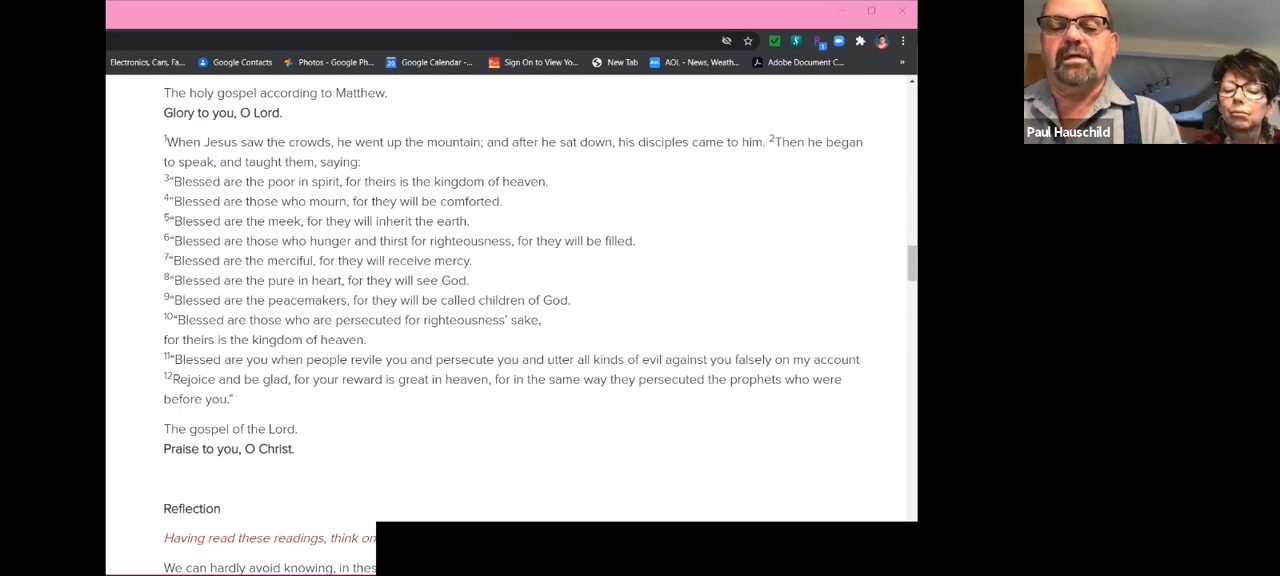 Electronics, Cars, Fa... Google Contacts Photos - Google Ph... Google Calendar -... Sign On to View Yo... New Tab AOL - News, Weath... Adobe Document C... »
The holy gospel according to Matthew.
Glory to you, O Lord.
1When Jesus saw the crowds, he went up the mountain; and after he sat down, his disciples came to him. 2Then he began
to speak, and taught them, saying:
3“Blessed are the poor in spirit, for theirs is the kingdom of heaven.
4“Blessed are those who mourn, for they will be comforted.
5“Blessed are the meek, for they will inherit the earth.
6“Blessed are those who hunger and thirst for righteousness, for they will be filled.
7“Blessed are the merciful, for they will receive mercy.
8“Blessed are the pure in heart, for they will see God.
9“Blessed are the peacemakers, for they will be called children of God.
10“Blessed are those who are persecuted for righteousness’ sake,
for theirs is the kingdom of heaven.
11“Blessed are you when people revile you and persecute you and utter all kinds of evil against you falsely on my account
12Rejoice and be glad, for your reward is great in heaven, for in the same way they persecuted the prophets who were
before you.”
The gospel of the Lord.
Praise to you, O Christ.
Reflection
Having read these readings, think on
We can hardly avoid knowing, in thes
Paul Hauschild